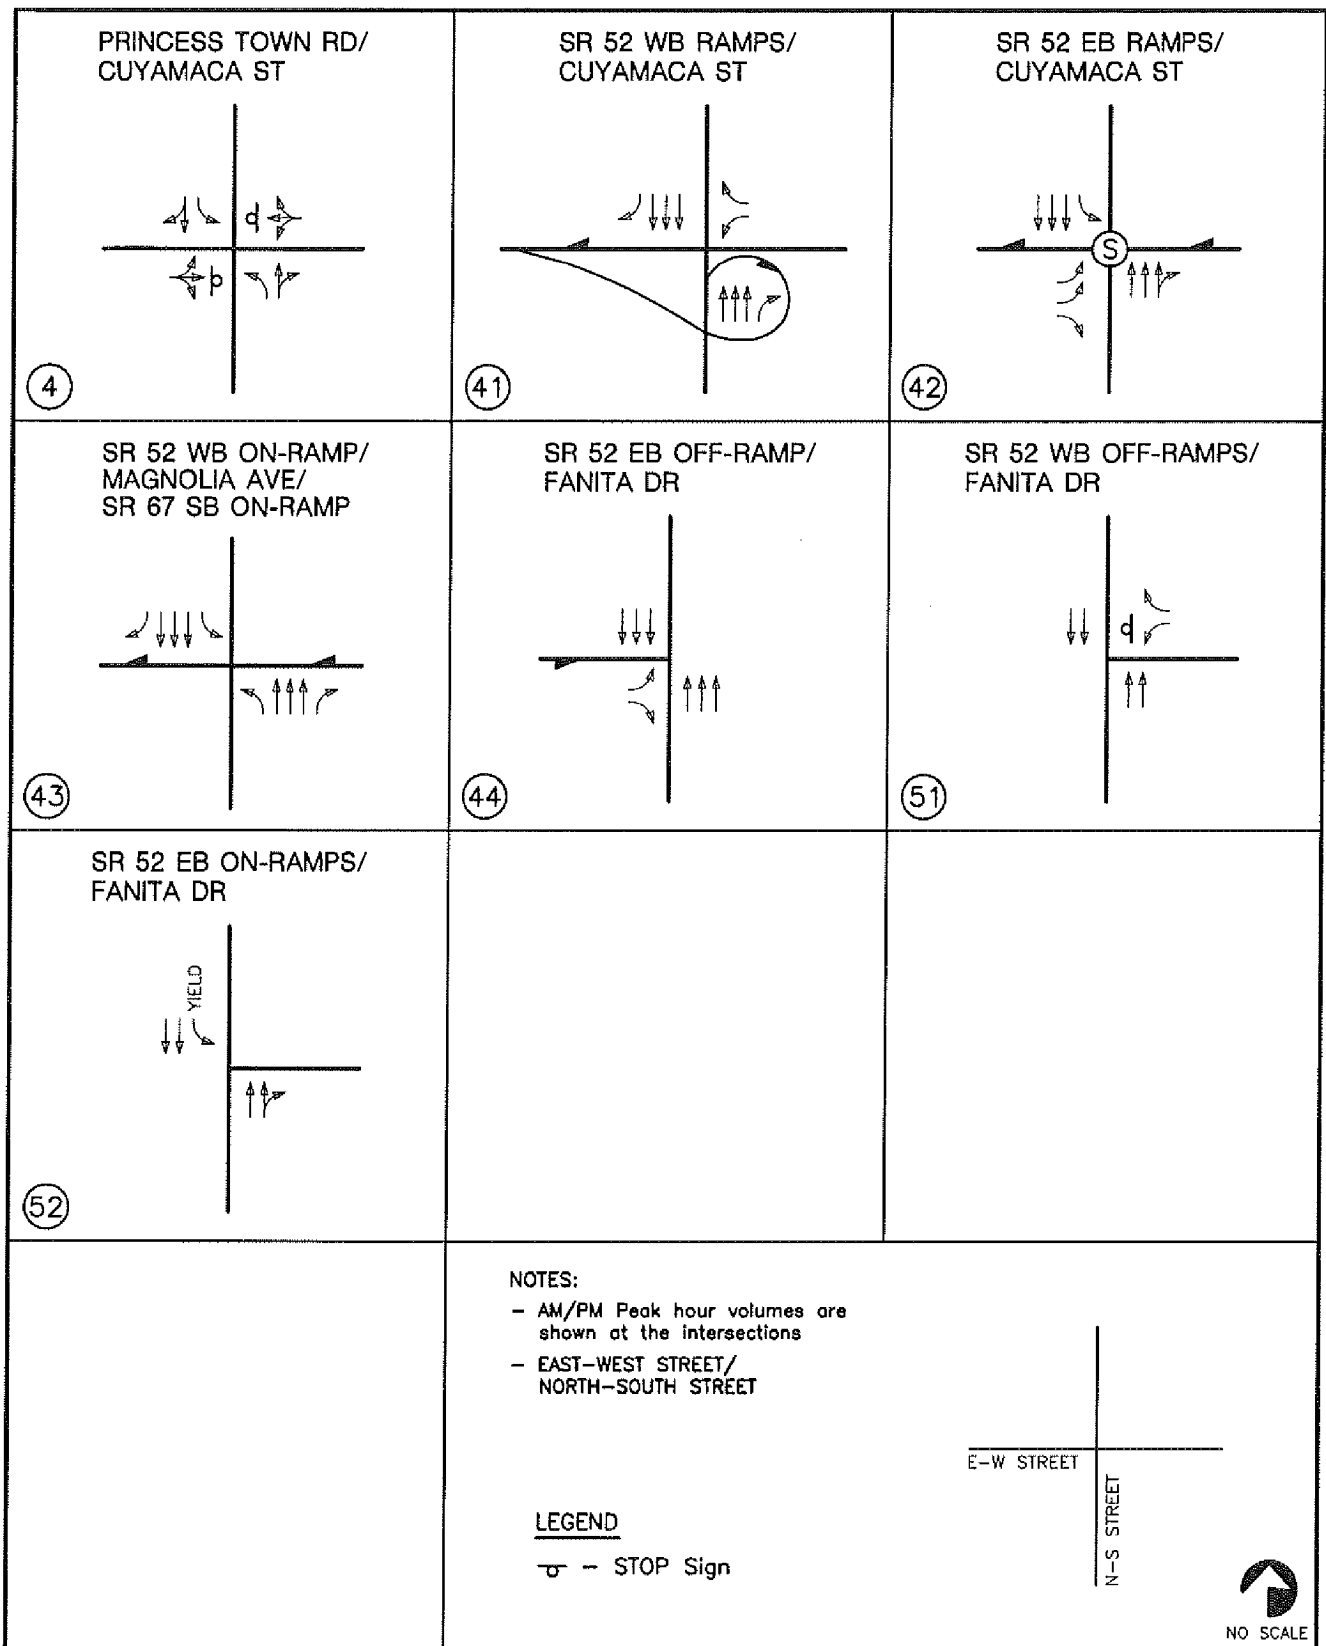 PRINCESS TOWN RD/
CUYAMACA ST
4
SR 52 WB RAMPS/
CUYAMACA ST
41
SR 52 EB RAMPS/
CUYAMACA ST
S
42
SR 52 WB ON-RAMP/
MAGNOLIA AVE/
SR 67 SB ON-RAMP
43
SR 52 EB OFF-RAMP/
FANITA DR
44
SR 52 WB OFF-RAMPS/
FANITA DR
51
SR 52 EB ON-RAMPS/
FANITA DR
YIELD
52
NOTES:
- AM/PM Peak hour volumes are
shown at the intersections
- EAST-WEST STREET/
NORTH-SOUTH STREET
LEGEND
- STOP Sign
E-W STREET
N-S STREET
NO SCALE